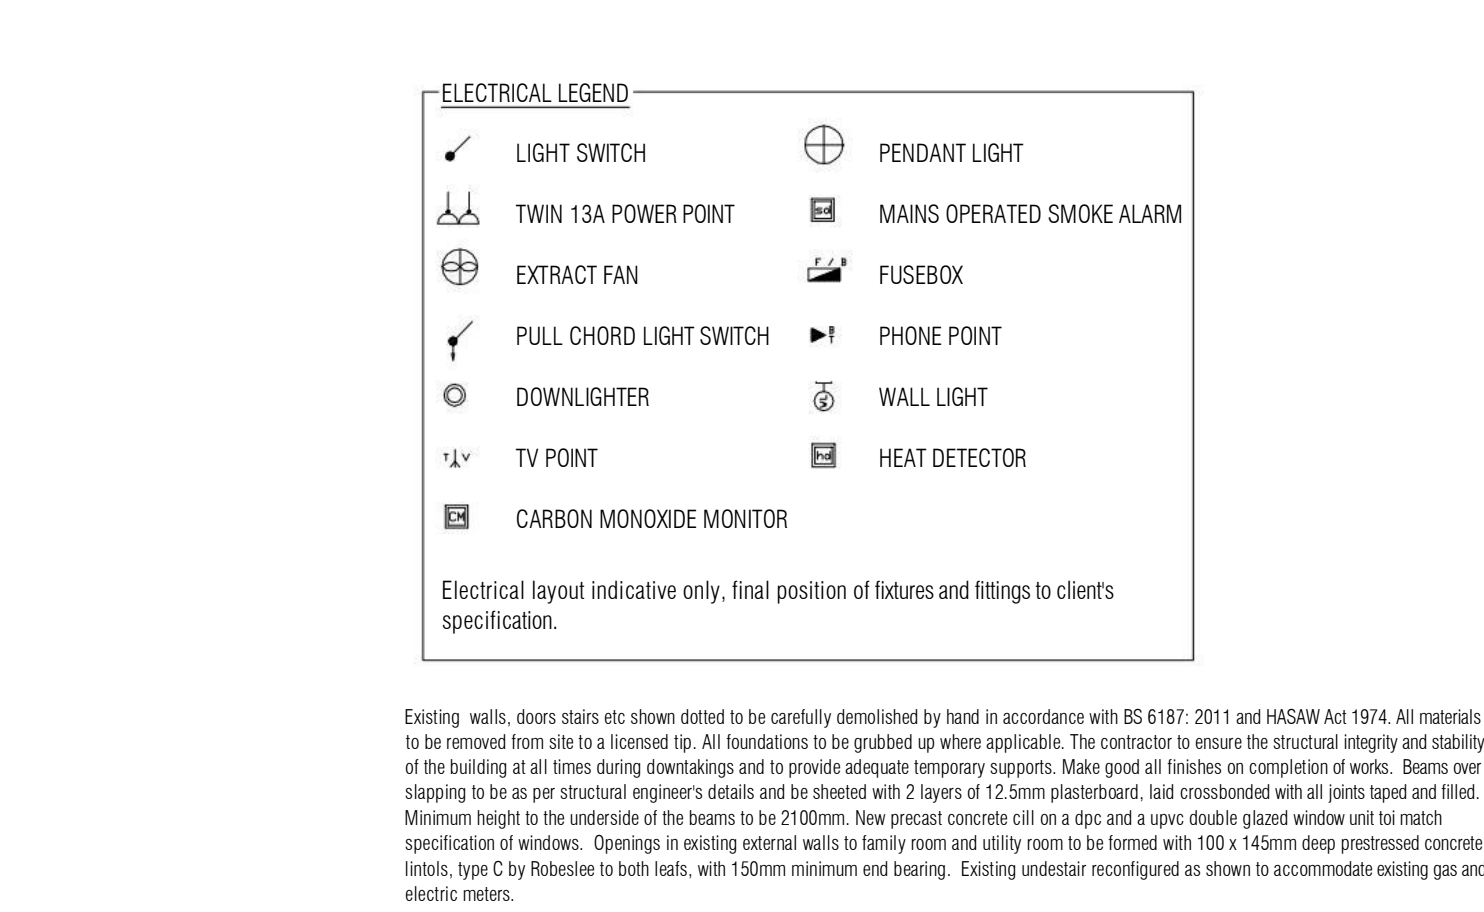 ELECTRICAL LEGEND
LIGHT SWITCH
PENDANT LIGHT
TWIN 13A POWER POINT
sd
MAINS OPERATED SMOKE ALARM
EXTRACT FAN
F / B
FUSEBOX
PULL CHORD LIGHT SWITCH
B
T
PHONE POINT
DOWNLIGHTER
WALL LIGHT
T V
TV POINT
hd
HEAT DETECTOR
CM
CARBON MONOXIDE MONITOR
Electrical layout indicative only, final position of fixtures and fittings to client's
specification.
Existing walls, doors stairs etc shown dotted to be carefully demolished by hand in accordance with BS 6187: 2011 and HASAW Act 1974. All materials
to be removed from site to a licensed tip. All foundations to be grubbed up where applicable. The contractor to ensure the structural integrity and stability
of the building at all times during downtakings and to provide adequate temporary supports. Make good all finishes on completion of works. Beams over
slapping to be as per structural engineer's details and be sheeted with 2 layers of 12.5mm plasterboard, laid crossbonded with all joints taped and filled.
Minimum height to the underside of the beams to be 2100mm. New precast concrete cill on a dpc and a upvc double glazed window unit toi match
specification of windows. Openings in existing external walls to family room and utility room to be formed with 100 x 145mm deep prestressed concrete
lintols, type C by Robeslee to both leafs, with 150mm minimum end bearing. Existing undestair reconfigured as shown to accommodate existing gas and
electric meters.